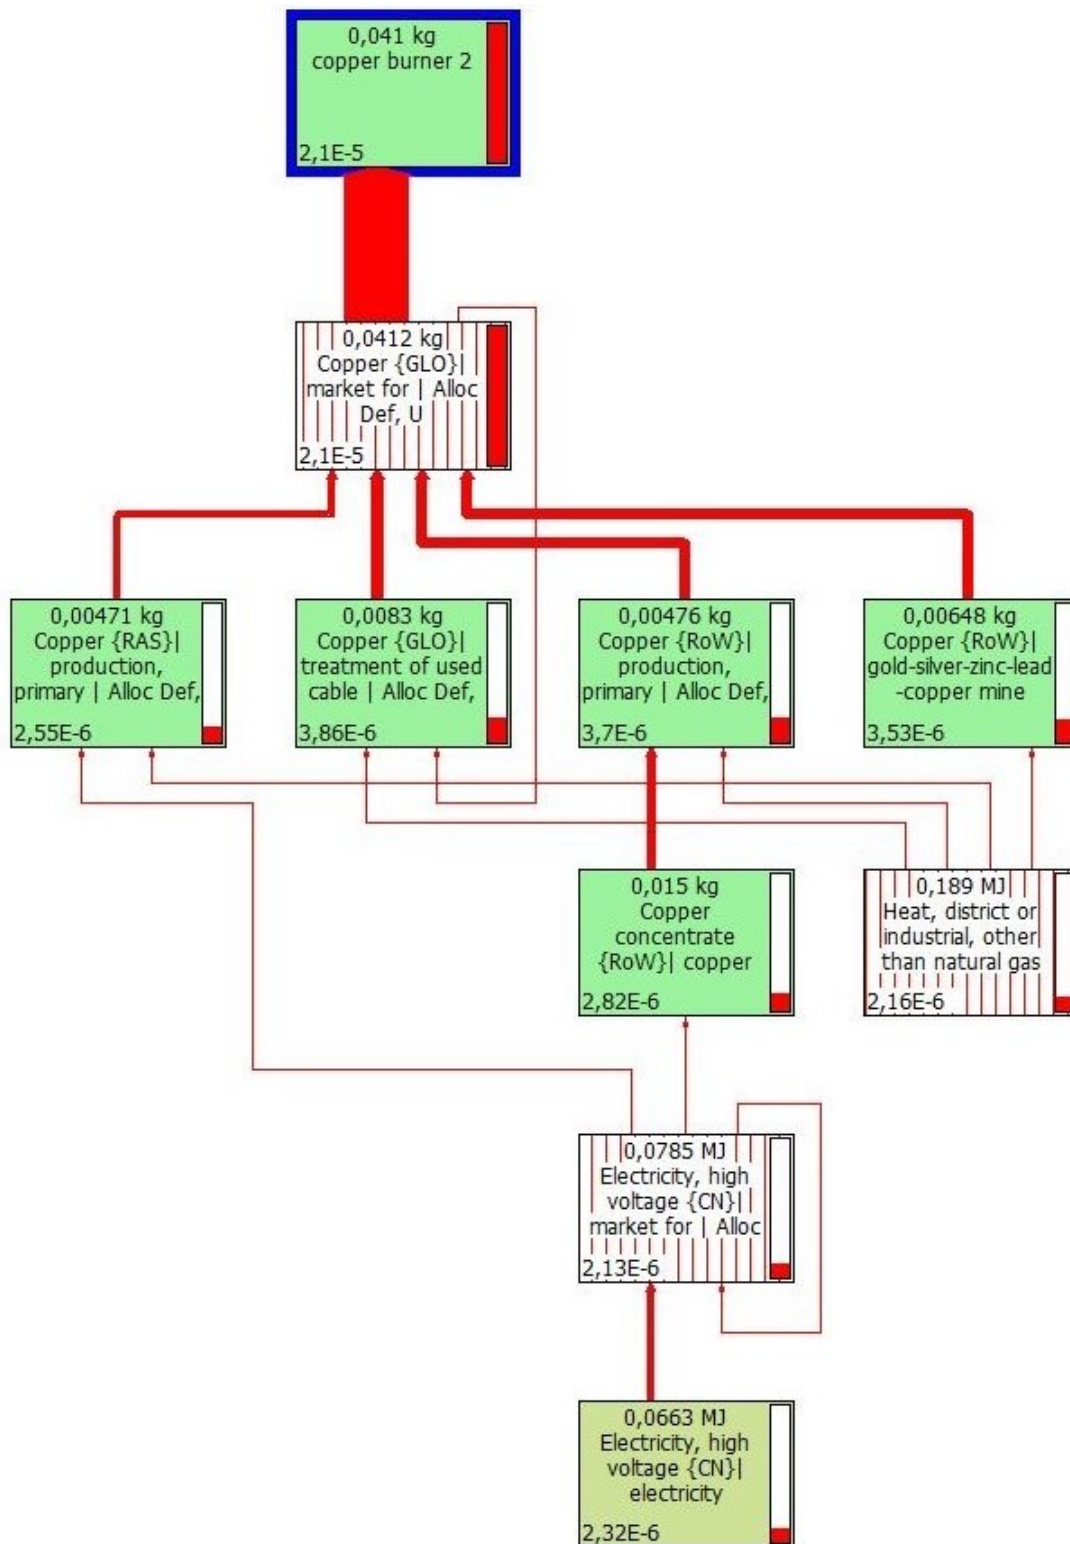 0,041 kg
copper burner 2
2,1E-5
0,0412 kg
Copper {GLO}|
market for | Alloc
Def, U
2,1E-5
0,00471 kg
Copper {RAS}|
production,
primary | Alloc Def,
2,55E-6
0,0083 kg
Copper {GLO}|
treatment of used
cable | Alloc Def,
3,86E-6
0,00476 kg
Copper {RoW}|
production,
primary | Alloc Def,
3,7E-6
0,00648 kg
Copper {RoW}|
gold-silver-zinc-lead
-copper mine
3,53E-6
0,015 kg
Copper
concentrate
{RoW}| copper
2,82E-6
0,189 MJ
Heat, district or
industrial, other
than natural gas
2,16E-6
0,0785 MJ
Electricity, high
voltage {CN}|
market for | Alloc
2,13E-6
0,0663 MJ
Electricity, high
voltage {CN}|
electricity
2,32E-6